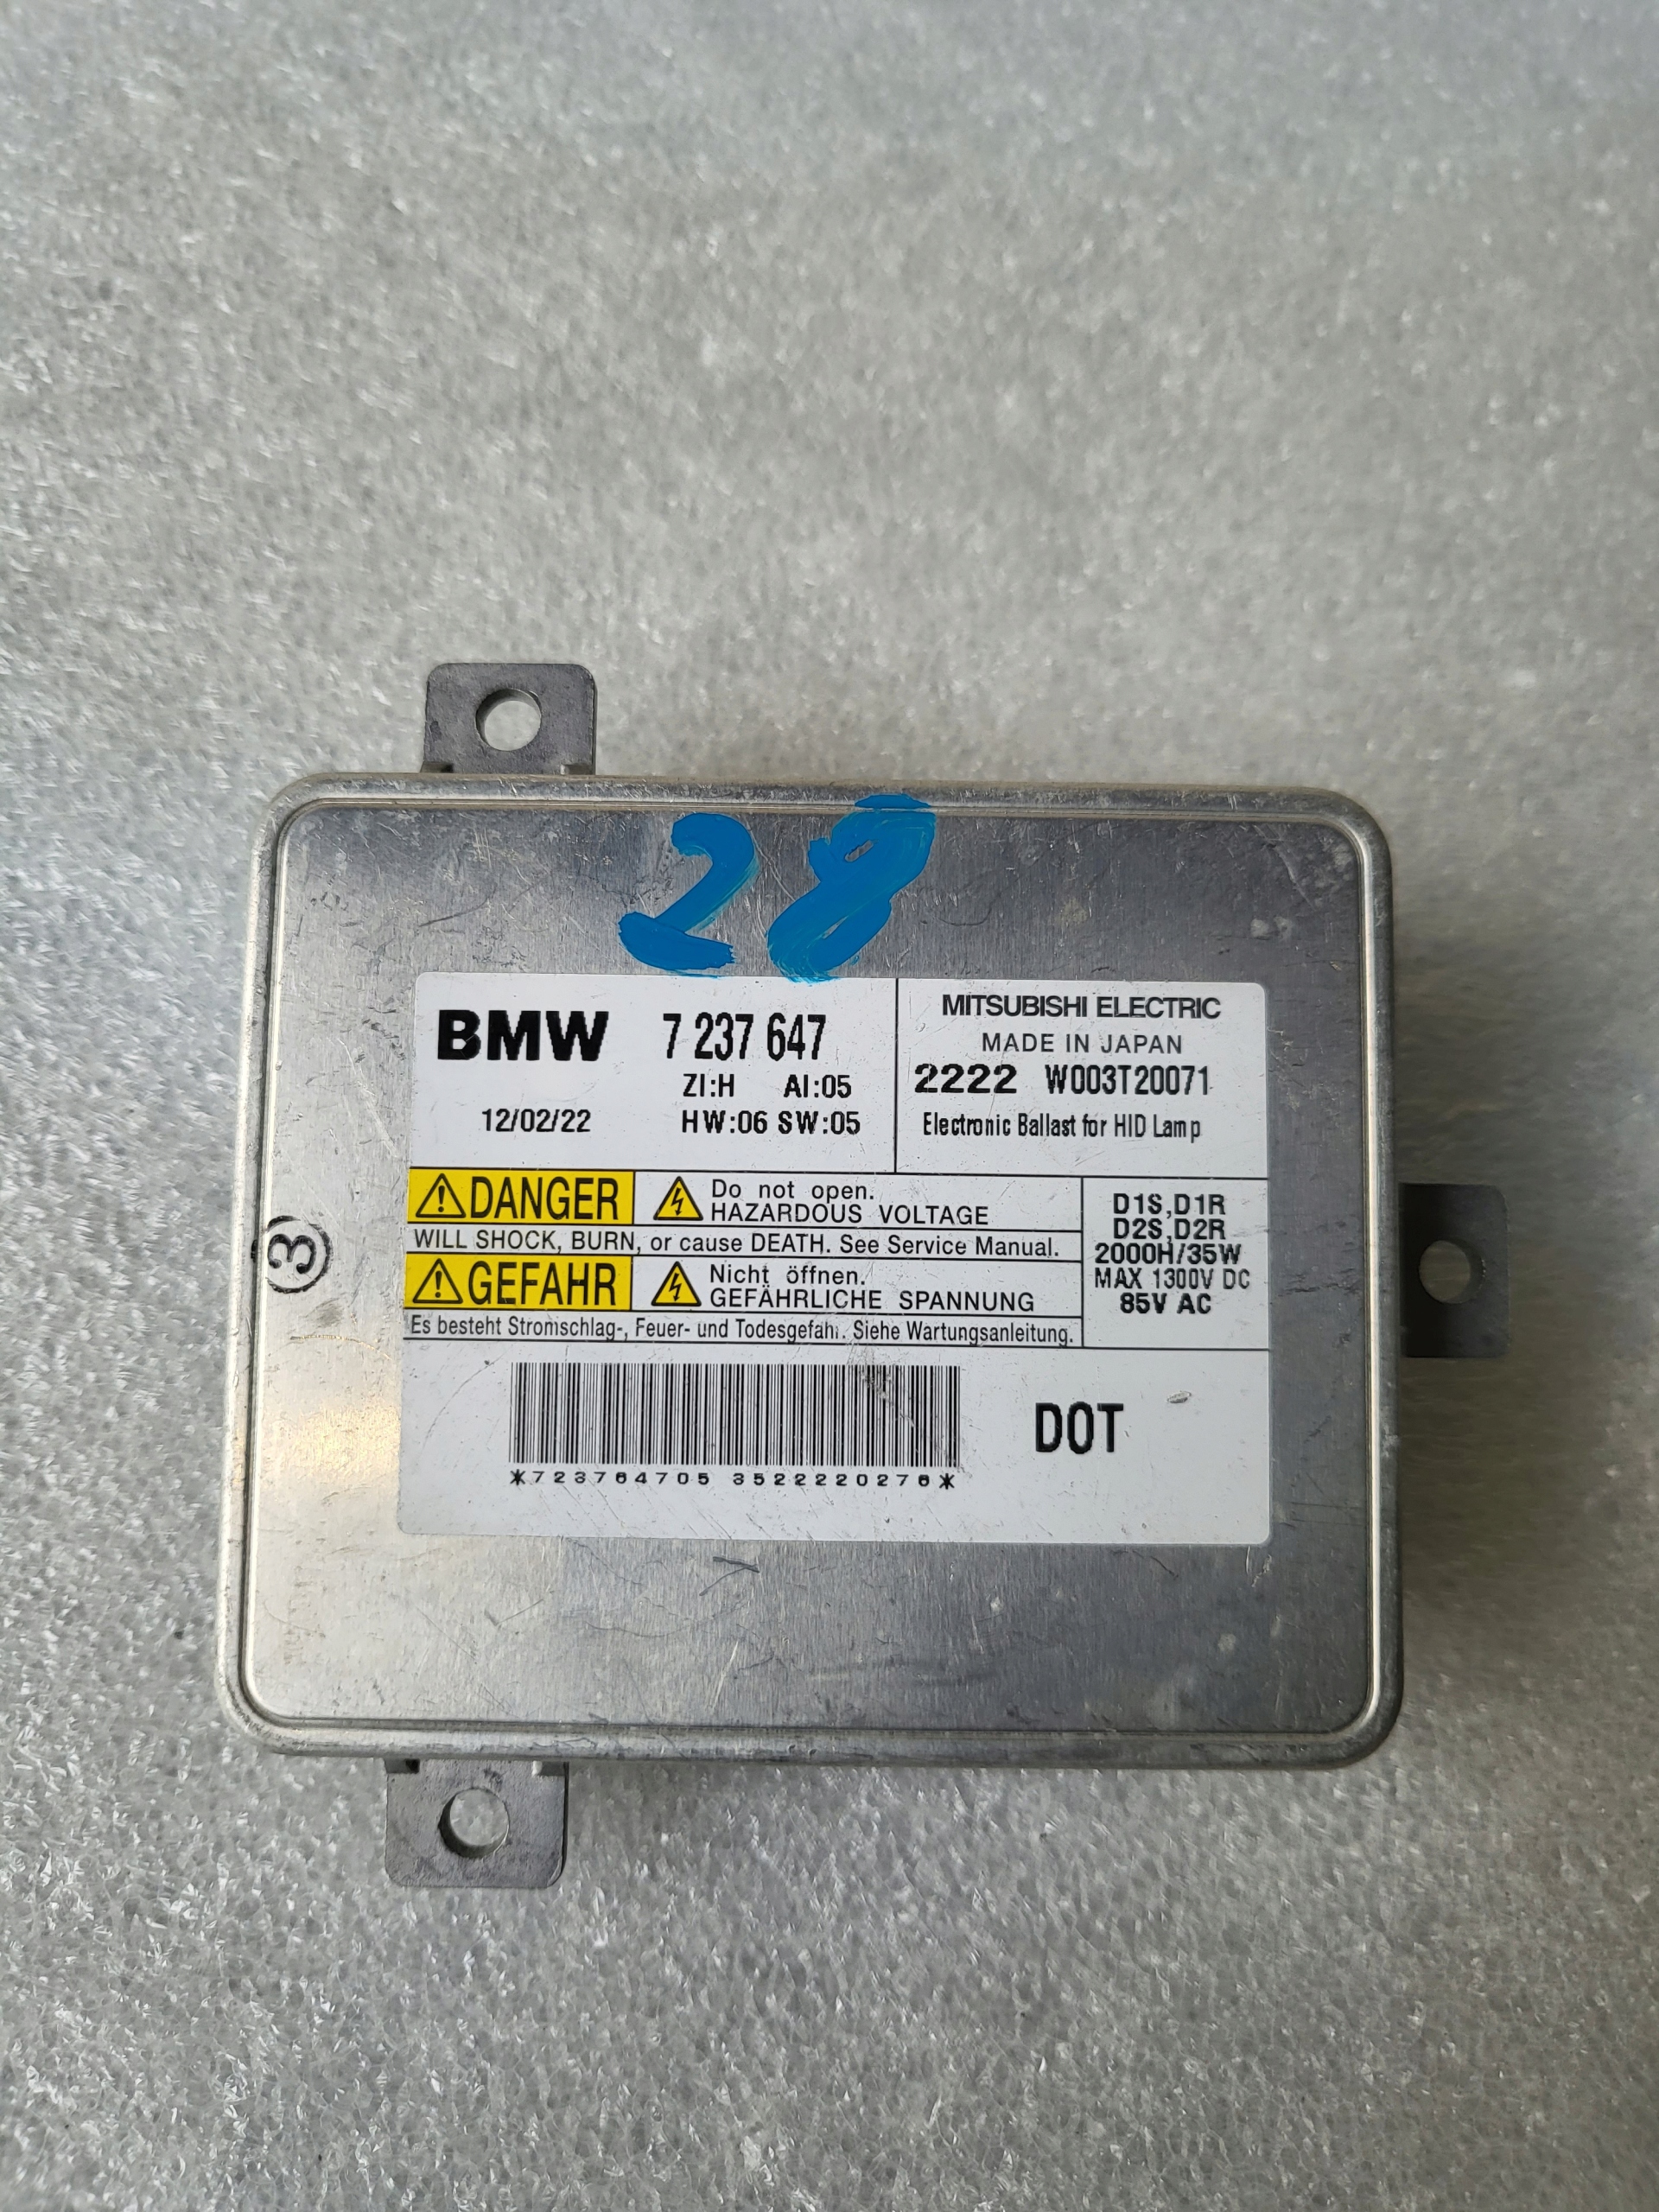 28
BMW 7 237 647
ZI:H AI:05
12/02/22 HW:06 SW:05
MITSUBISHI ELECTRIC
MADE IN JAPAN
2222 W003T20071
Electronic Ballast for HID Lamp
DANGER
Do not open.
HAZARDOUS VOLTAGE
WILL SHOCK, BURN, or cause DEATH. See Service Manual.
GEFAHR
Nicht öffnen.
GEFÄHRLICHE SPANNUNG
Es besteht Stromschlag-, Feuer- und Todesgefahr. Siehe Wartungsanleitung.
D1S,D1R
D2S,D2R
2000H/35W
MAX 1300V DC
85V AC
3
*723764705 3522220276*
DOT